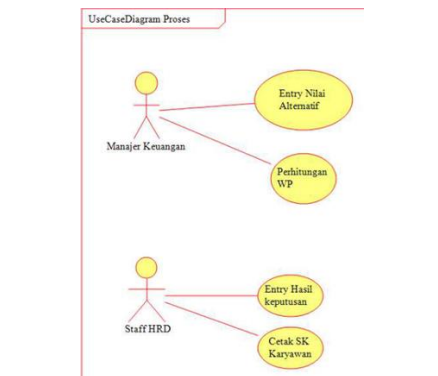 UseCaseDiagram Proses
Entry Nilai
Alternatif
Manajer Keuangan
Perhitungan
WP
Entry Hasil
keputusan
Staff HRD
Cetak SK
Karyawan